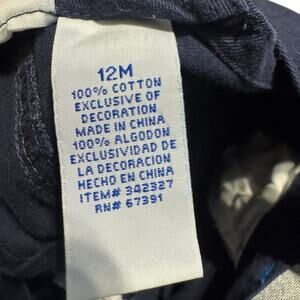 12M
100% COTTON
EXCLUSIVE OF
DECORATION
MADE IN CHINA
100% ALGODON
EXCLUSIVIDAD DE
LA DECORACION
HECHO EN CHINA
ITEM# 342327
RN# 67391